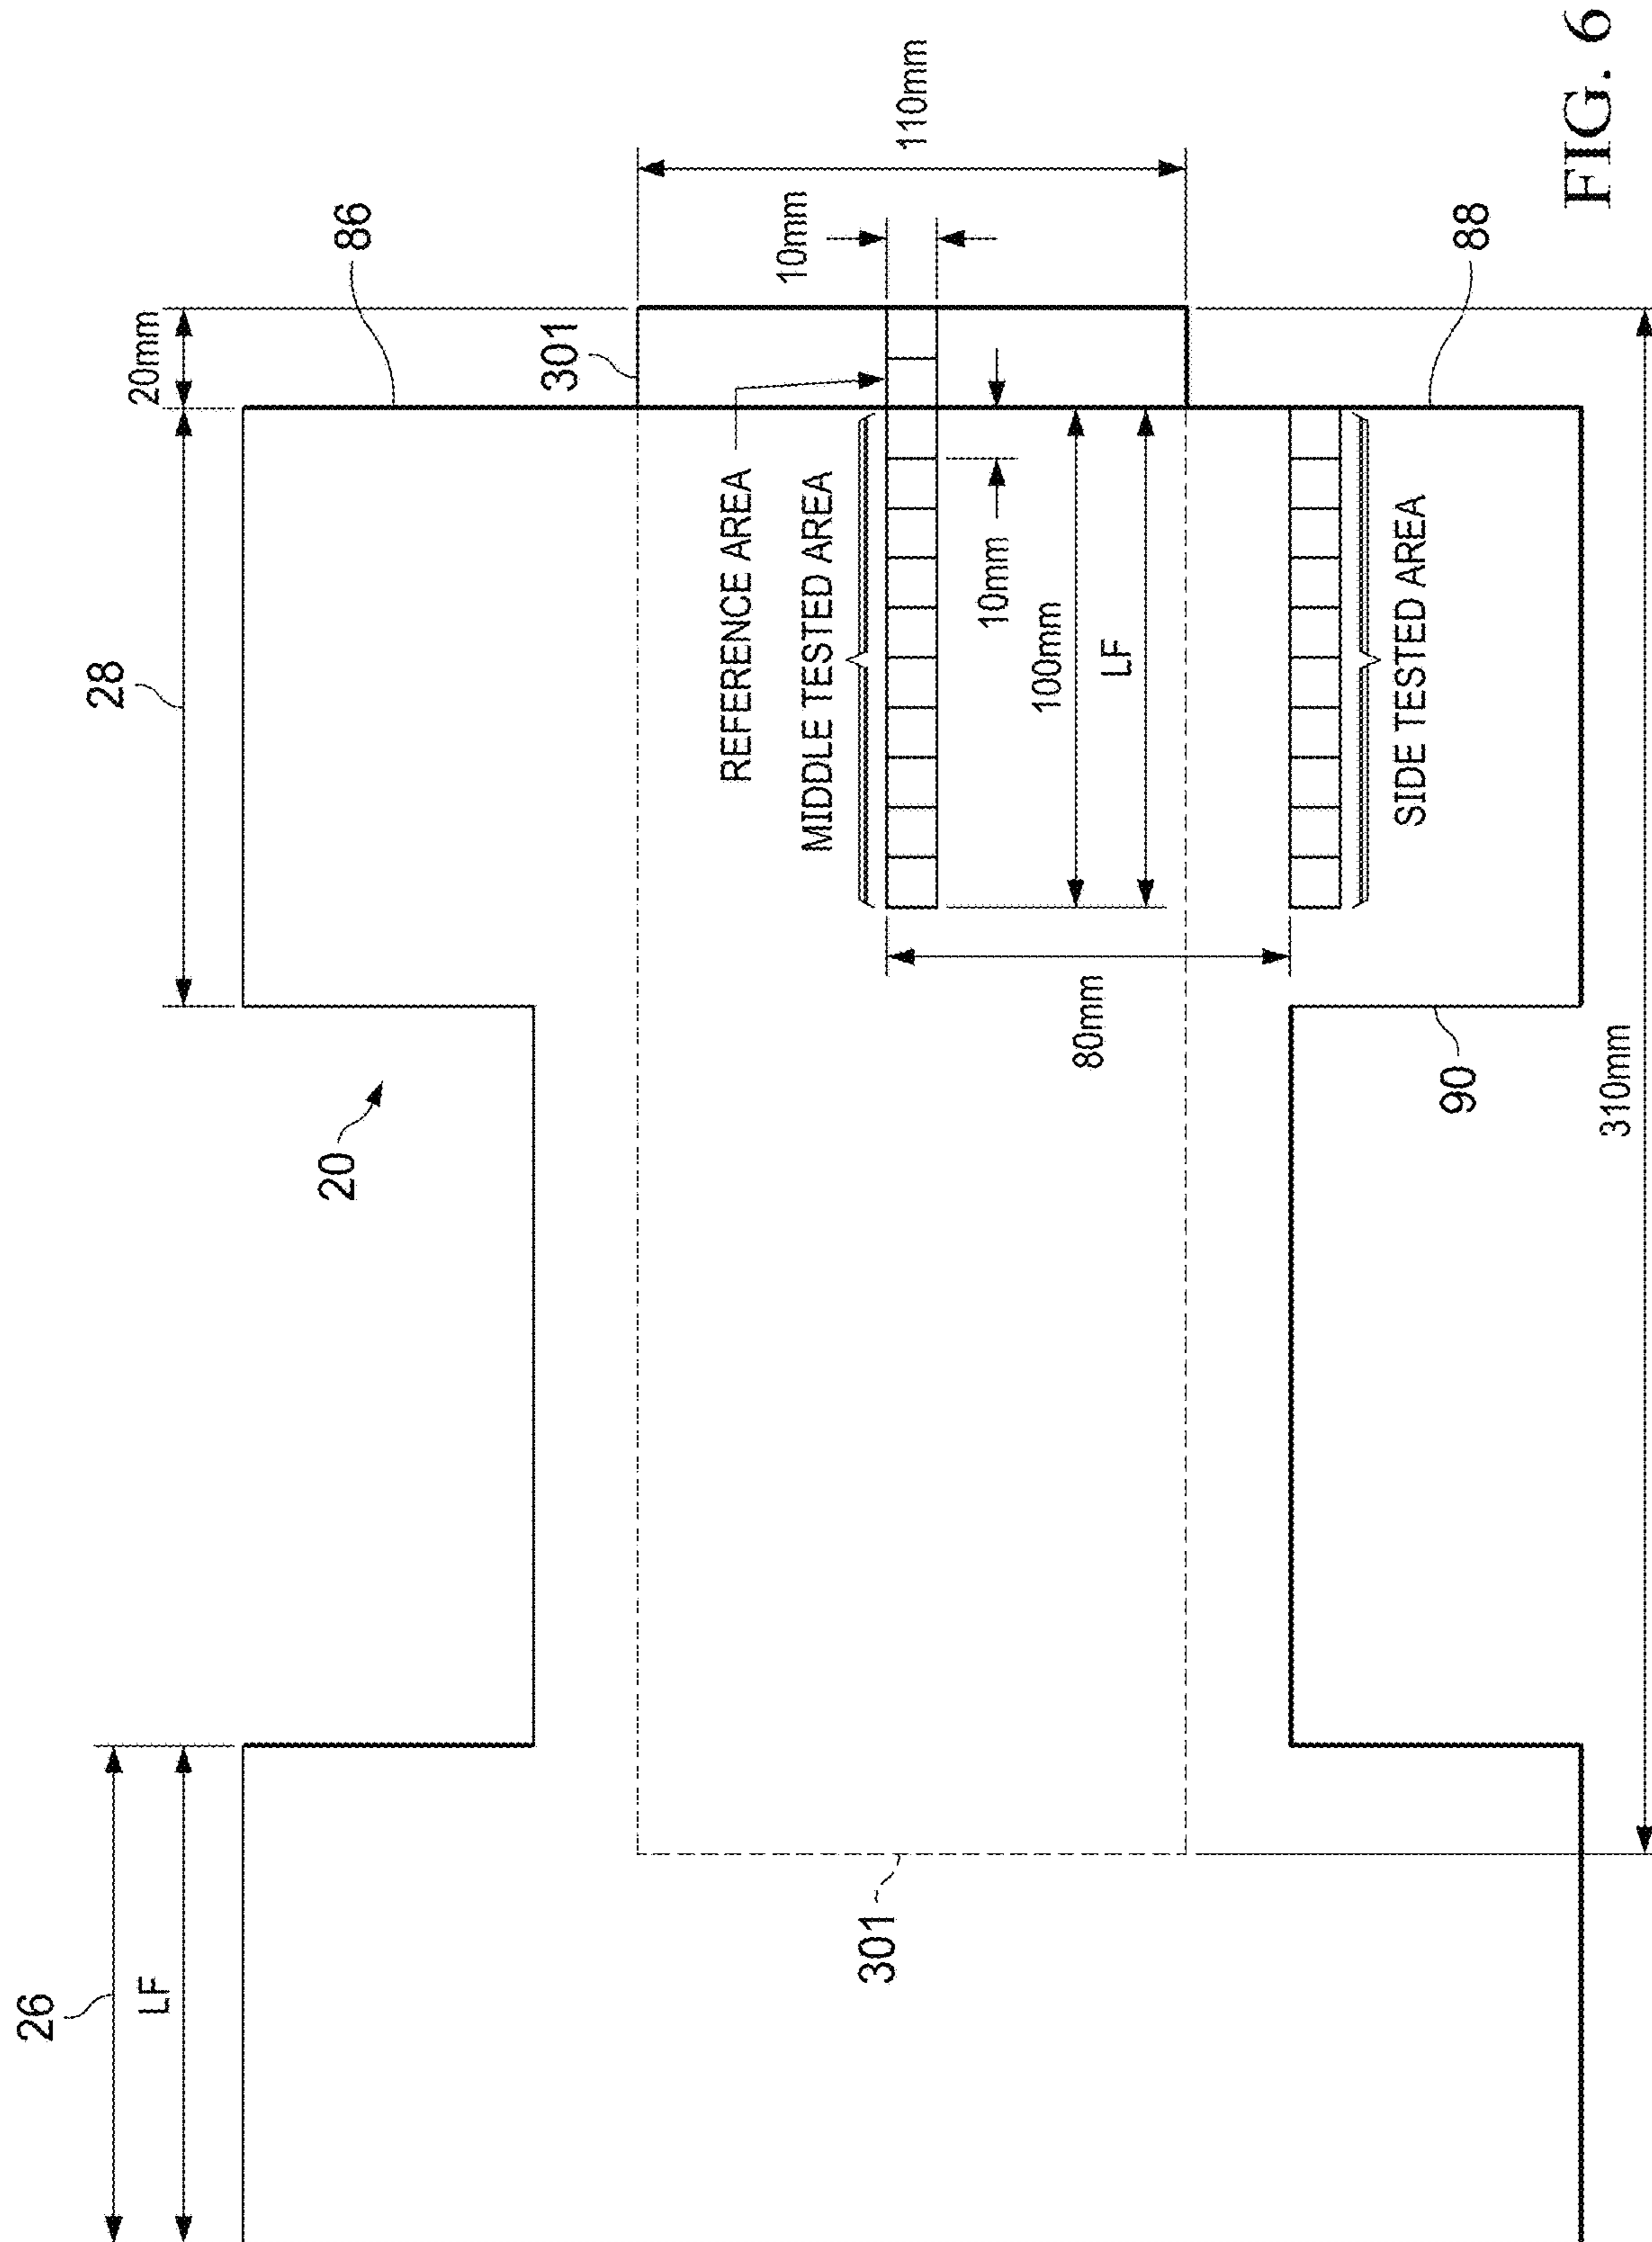 26
LF
28
20mm
86
20
301
110mm
10mm
REFERENCE AREA
MIDDLE TESTED AREA
10mm
100mm
LF
80mm
SIDE TESTED AREA
88
90
301
310mm
FIG. 6